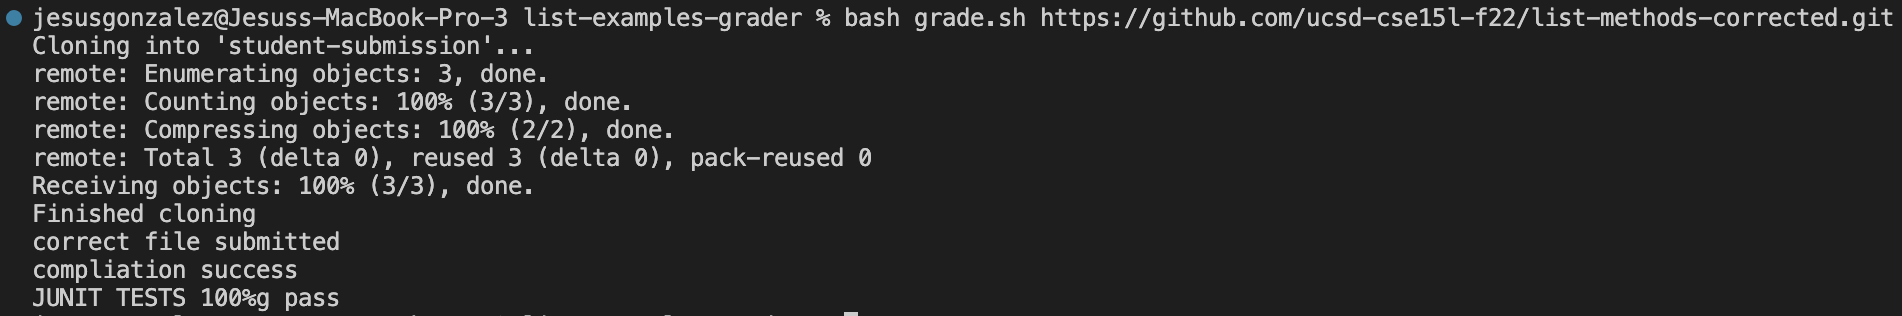 jesusgonzalez@Jesuss-MacBook-Pro-3 list-examples-grader % bash grade.sh https://github.com/ucsd-cse15l-f22/list-methods-corrected.git
Cloning into 'student-submission'...
remote: Enumerating objects: 3, done.
remote: Counting objects: 100% (3/3), done.
remote: Compressing objects: 100% (2/2), done.
remote: Total 3 (delta 0), reused 3 (delta 0), pack-reused 0
Receiving objects: 100% (3/3), done.
Finished cloning
correct file submitted
compliation success
JUNIT TESTS 100%g pass